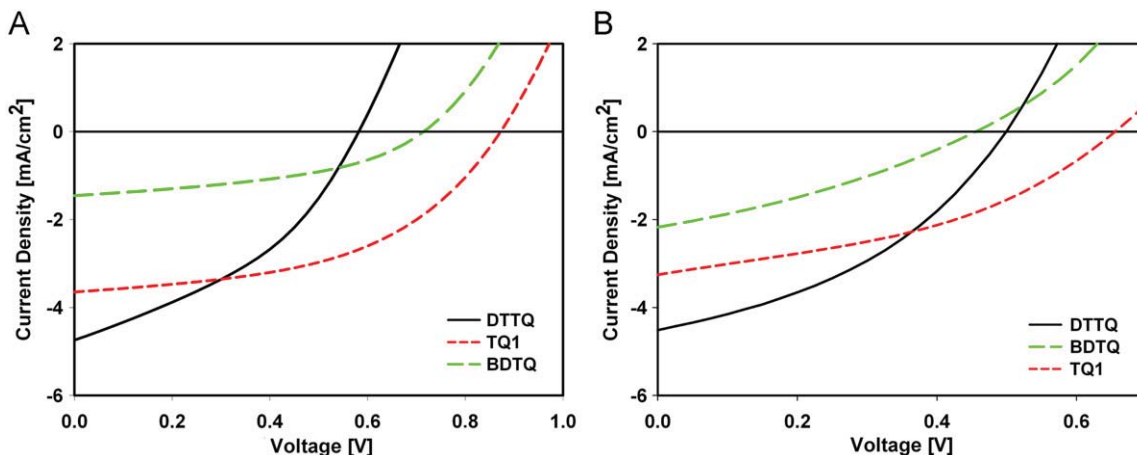 A
B
Current Density [mA/cm2]
2
0
-2
-4
-6
0.0 0.2 0.4 0.6 0.8 1.0
Voltage [V]
DTTQ
TQ1
BDTQ
Current Density [mA/cm2]
2
0
-2
-4
-6
0.0 0.2 0.4 0.6
Voltage [V]
DTTQ
BDTQ
TQ1